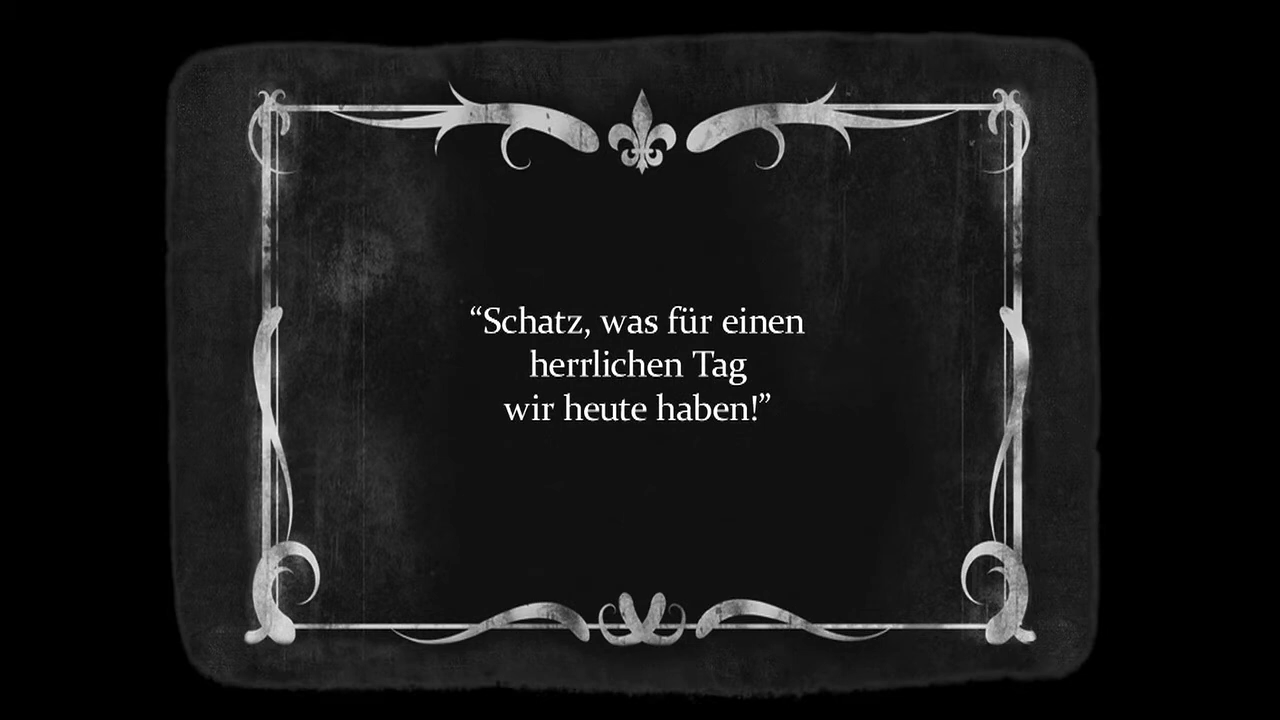 “Schatz, was für einen
herrlichen Tag
wir heute haben!”